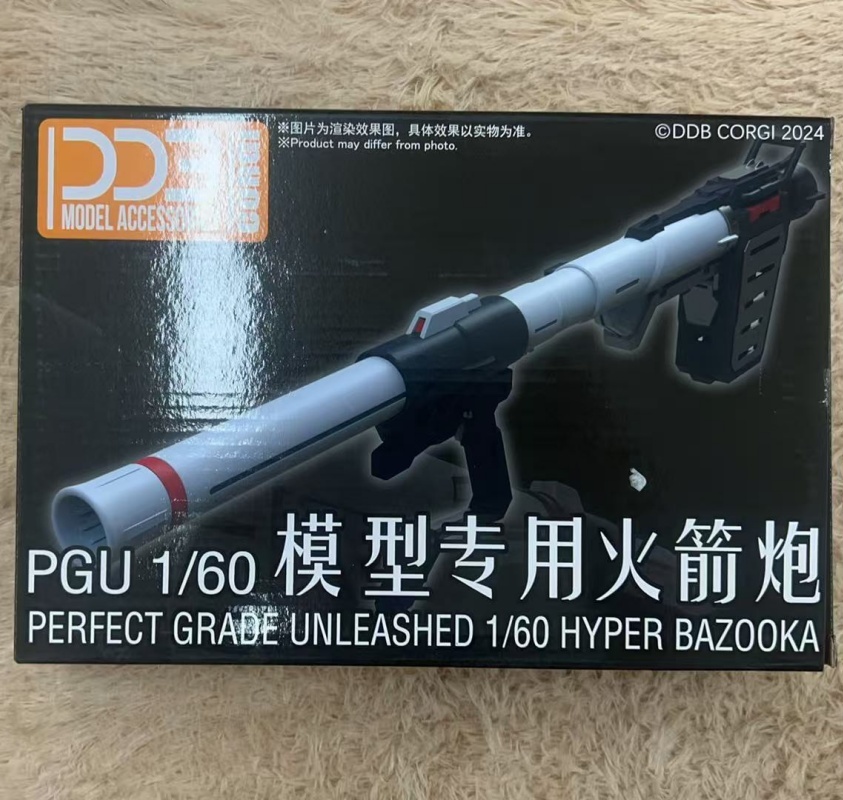 ※图片为渲染效果图，具体效果以实物为准。
※Product may differ from photo.
©DDB CORGI 2024
DDB
MODEL
PGU 1/60 模型专用火箭炮
PERFECT GRADE UNLEASHED 1/60 HYPER BAZOOKA